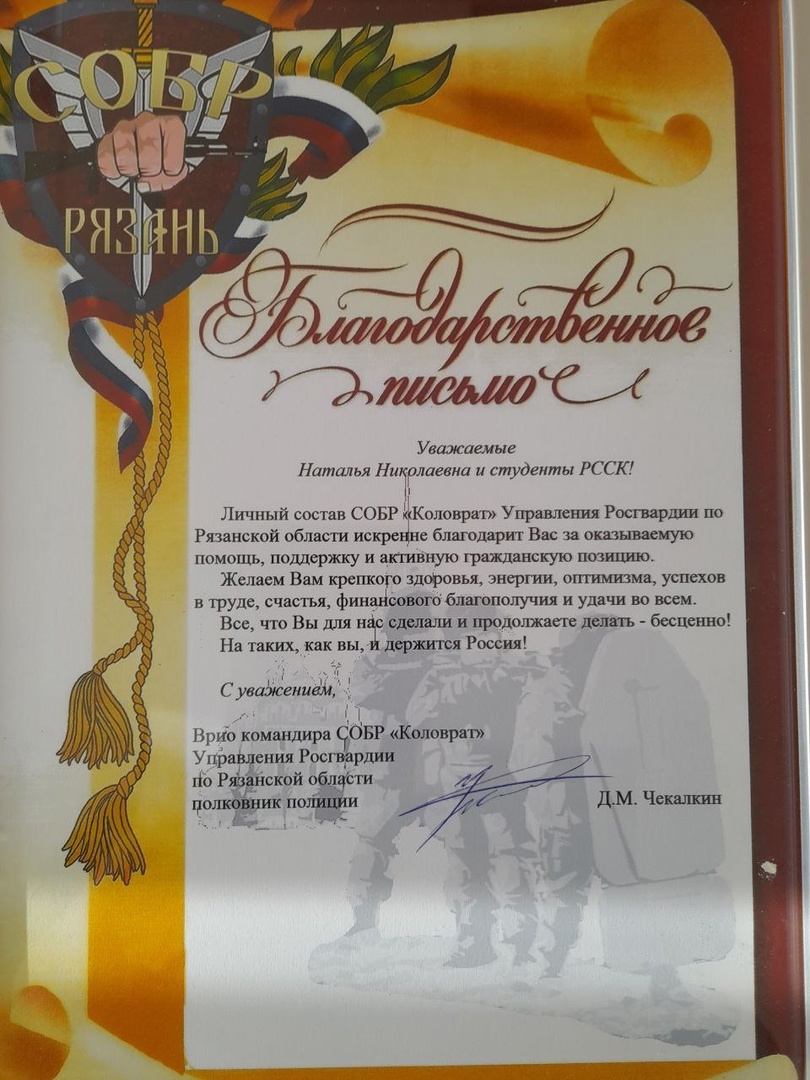 СОБР
РЯЗАНЬ
Благодарственное
письмо
Уважаемые
Наталья Николаевна и студенты РССК!
Личный состав СОБР «Коловрат» Управления Росгвардии по
Рязанской области искренне благодарит Вас за оказываемую
помощь, поддержку и активную гражданскую позицию.
Желаем Вам крепкого здоровья, энергии, оптимизма, успехов
в труде, счастья, финансового благополучия и удачи во всем.
Все, что Вы для нас сделали и продолжаете делать - бесценно!
На таких, как вы, и держится Россия!
С уважением,
Врио командира СОБР «Коловрат»
Управления Росгвардии
по Рязанской области
полковник полиции Д.М. Чекалкин